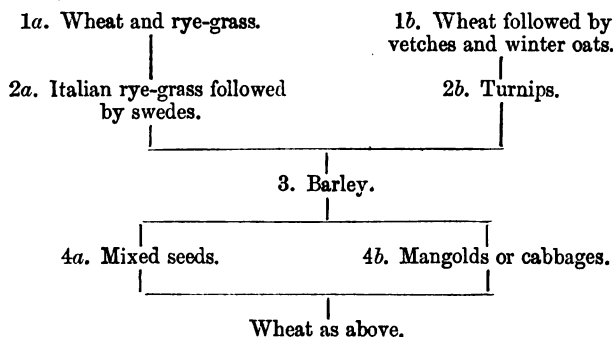 1a. Wheat and rye-grass.
1b. Wheat followed by
vetches and winter oats.
2a. Italian rye-grass followed
by swedes.
2b. Turnips.
3. Barley.
4a. Mixed seeds.
4b. Mangolds or cabbages.
Wheat as above.